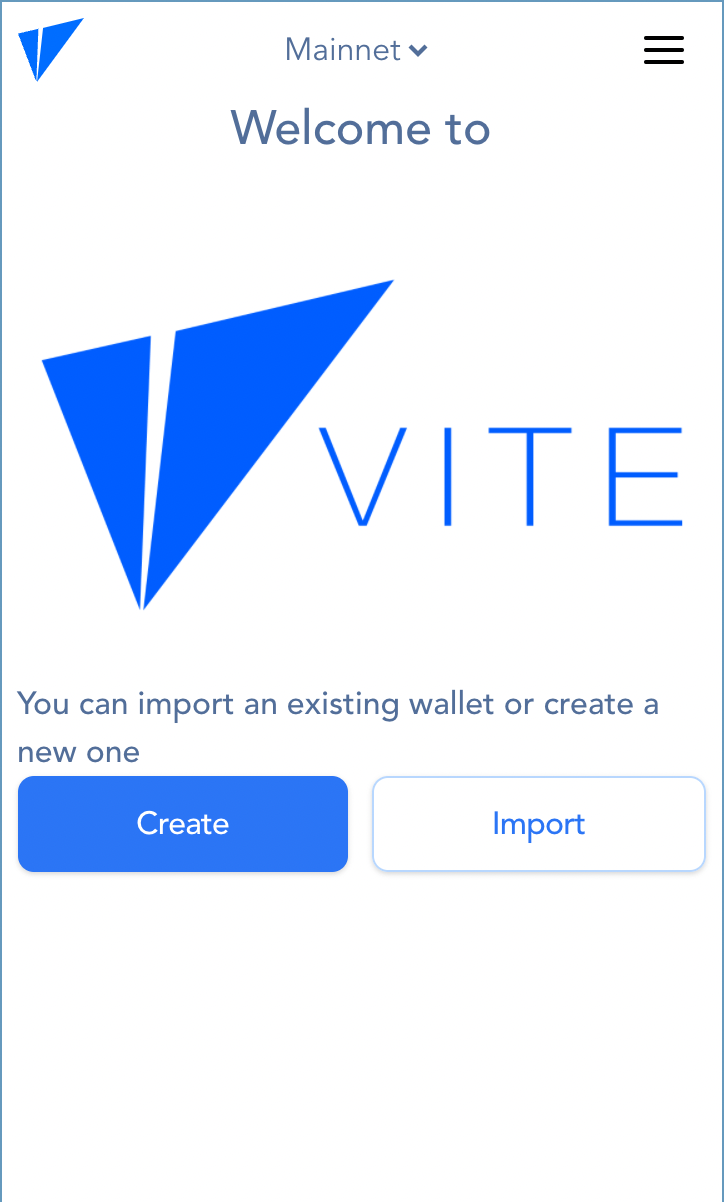 Mainnet
Welcome to
VITE
You can import an existing wallet or create a
new one
Create
Import